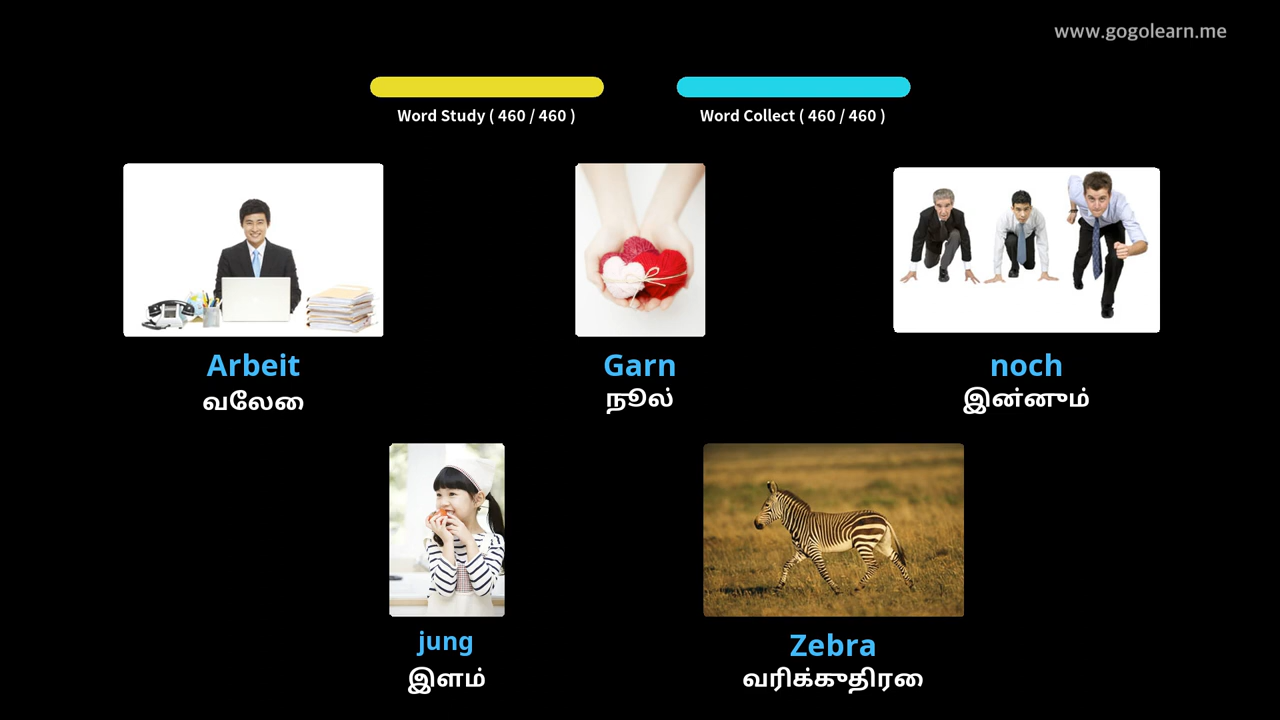 www.gogolearn.me
Word Study ( 460 / 460 )
Word Collect ( 460 / 460 )
Arbeit
வேலை
Garn
நூல்
noch
இன்னும்
jung
இளம்
Zebra
வரிக்குதிரை